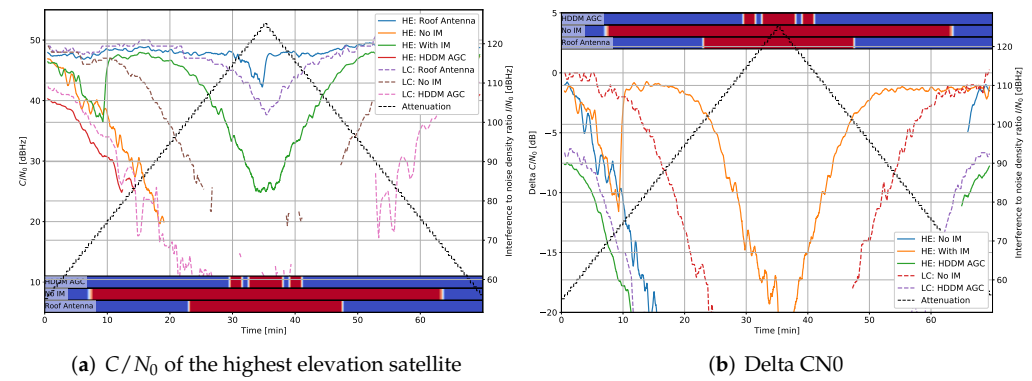 50
40
30
20
10
C/N₀ [dBHz]
HE: Roof Antenna
HE: No IM
HE: With IM
HE: HDDM AGC
LC: Roof Antenna
LC: No IM
LC: HDDM AGC
Attenuation
120
110
100
90
80
70
60
Interference to noise density ratio I/N₀ [dBHz]
HDDM AGC
No IM
Roof Antenna
0 10 20 30 40 50 60
Time [min]
(a) C/N₀ of the highest elevation satellite
HDDM AGC
No IM
Roof Antenna
5
0
−5
−10
−15
−20
Delta C/N₀ [dB]
120
110
100
90
80
70
60
Interference to noise density ratio I/N₀ [dBHz]
HE: No IM
HE: With IM
HE: HDDM AGC
LC: No IM
LC: HDDM AGC
Attenuation
0 10 20 30 40 50 60
Time [min]
(b) Delta CN0